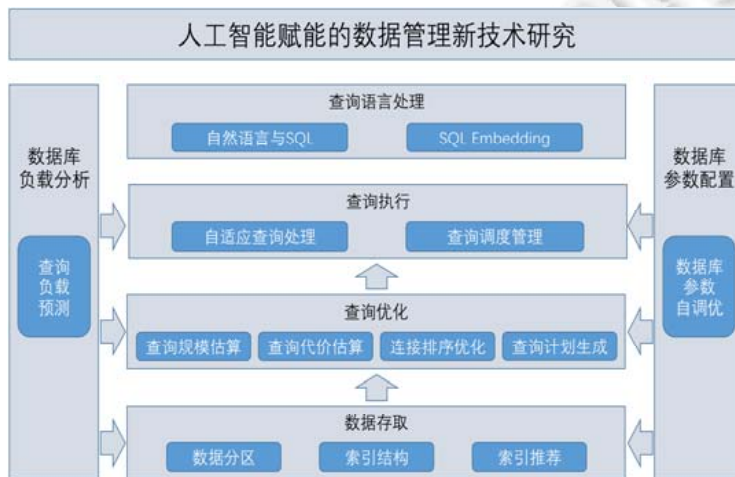 人工智能赋能的数据管理新技术研究
数据库
负载分析
查询
负载
预测
查询语言处理
自然语言与SQL
SQL Embedding
查询执行
自适应查询处理
查询调度管理
查询优化
查询规模估算
查询代价估算
连接排序优化
查询计划生成
数据存取
数据分区
索引结构
索引推荐
数据库
参数配置
数据库
参数
自调优